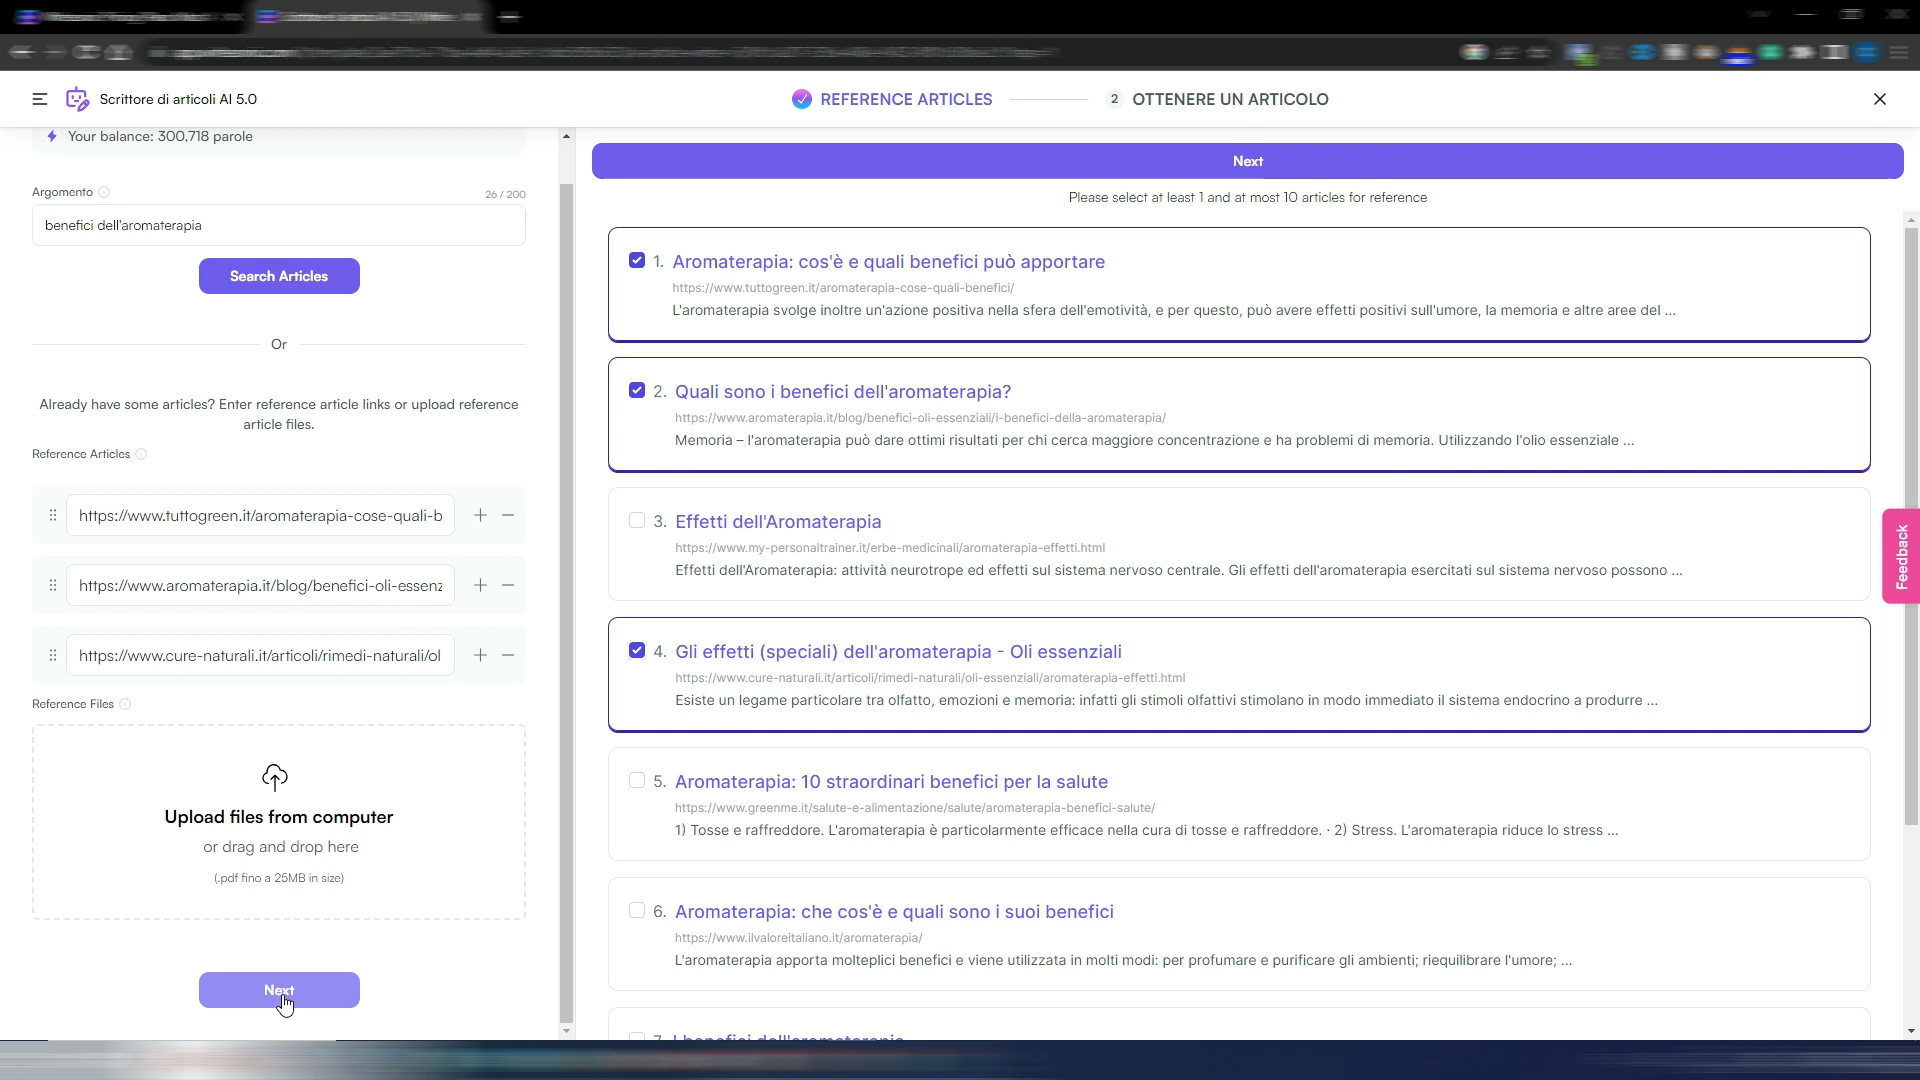 Scrittore di articoli AI 5.0
REFERENCE ARTICLES
2 OTTENERE UN ARTICOLO
Your balance: 300,718 parole
Argomento
26 / 200
benefici dell'aromaterapia
Search Articles
Or
Already have some articles? Enter reference article links or upload reference
article files.
Reference Articles
https://www.tuttogreen.it/aromaterapia-cose-quali-b
https://www.aromaterapia.it/blog/benefici-oli-essenz
https://www.cure-naturali.it/articoli/rimedi-naturali/ol
Reference Files
Upload files from computer
or drag and drop here
(.pdf fino a 25MB in size)
Next
Next
Please select at least 1 and at most 10 articles for reference
1. Aromaterapia: cos'è e quali benefici può apportare
https://www.tuttogreen.it/aromaterapia-cose-quali-benefici/
L'aromaterapia svolge inoltre un'azione positiva nella sfera dell'emotività, e per questo, può avere effetti positivi sull'umore, la memoria e altre aree del ...
2. Quali sono i benefici dell'aromaterapia?
https://www.aromaterapia.it/blog/benefici-oli-essenziali/i-benefici-della-aromaterapia/
Memoria – l'aromaterapia può dare ottimi risultati per chi cerca maggiore concentrazione e ha problemi di memoria. Utilizzando l'olio essenziale ...
3. Effetti dell'Aromaterapia
https://www.my-personaltrainer.it/erbe-medicinali/aromaterapia-effetti.html
Effetti dell'Aromaterapia: attività neurotrope ed effetti sul sistema nervoso centrale. Gli effetti dell'aromaterapia esercitati sul sistema nervoso possono ...
4. Gli effetti (speciali) dell'aromaterapia - Oli essenziali
https://www.cure-naturali.it/articoli/rimedi-naturali/oli-essenziali/aromaterapia-effetti.html
Esiste un legame particolare tra olfatto, emozioni e memoria: infatti gli stimoli olfattivi stimolano in modo immediato il sistema endocrino a produrre ...
5. Aromaterapia: 10 straordinari benefici per la salute
https://www.greenme.it/salute-e-alimentazione/salute/aromaterapia-benefici-salute/
1) Tosse e raffreddore. L'aromaterapia è particolarmente efficace nella cura di tosse e raffreddore. · 2) Stress. L'aromaterapia riduce lo stress ...
6. Aromaterapia: che cos'è e quali sono i suoi benefici
https://www.ilvaloreitaliano.it/aromaterapia/
L'aromaterapia apporta molteplici benefici e viene utilizzata in molti modi: per profumare e purificare gli ambienti; riequilibrare l'umore; ...
7. I benefici dell'aromaterapia
Feedback